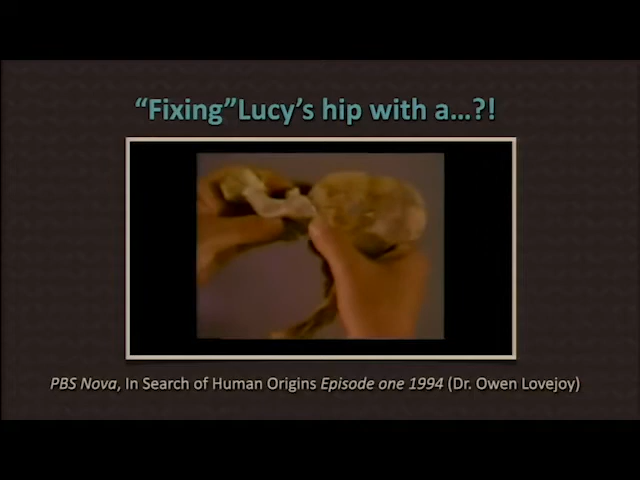 “Fixing”Lucy’s hip with a...?!
PBS Nova, In Search of Human Origins Episode one 1994 (Dr. Owen Lovejoy)